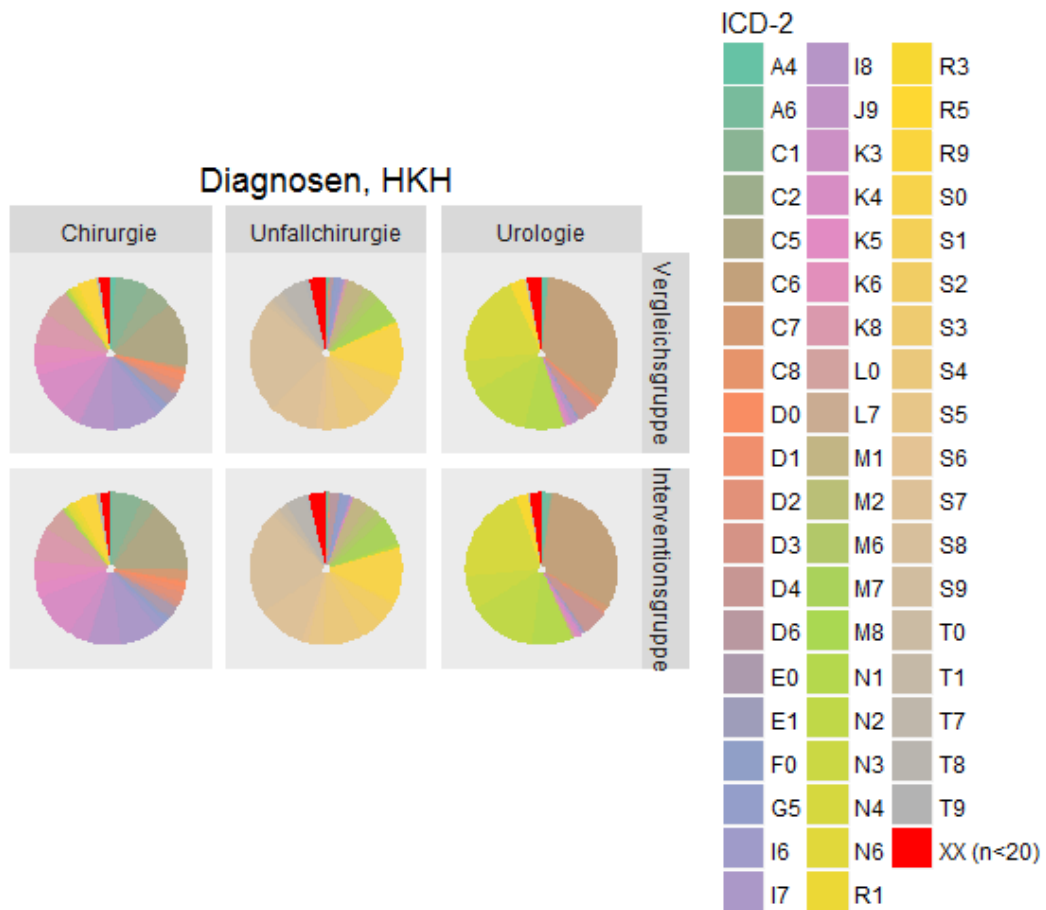 ICD-2
Diagnosen, HKH
Chirurgie
Unfallchirurgie
Urologie
Vergleichsgruppe
Interventionsgruppe
A4
A6
C1
C2
C5
C6
C7
C8
D0
D1
D2
D3
D4
D6
E0
E1
F0
G5
I6
I7
I8
J9
K3
K4
K5
K6
K8
L0
L7
M1
M2
M6
M7
M8
N1
N2
N3
N4
N6
R1
R3
R5
R9
S0
S1
S2
S3
S4
S5
S6
S7
S8
S9
T0
T1
T7
T8
T9
XX (n<20)